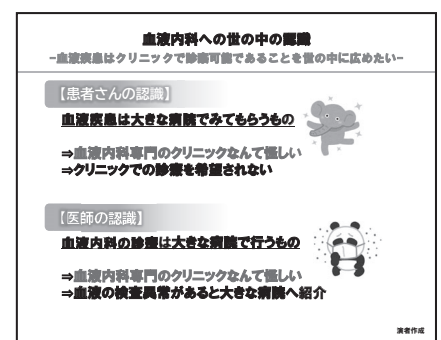 血液内科への世の中の認識
-血液疾患はクリニックで診療可能であることを世の中に広めたい-
【患者さんの認識】
血液疾患は大きな病院でみてもらうもの
⇒血液内科専門のクリニックなんて怪しい
⇒クリニックでの診療を希望されない
【医師の認識】
血液内科の診療は大きな病院で行うもの
⇒血液内科専門のクリニックなんて怪しい
⇒血液の検査異常があると大きな病院へ紹介
演者作成